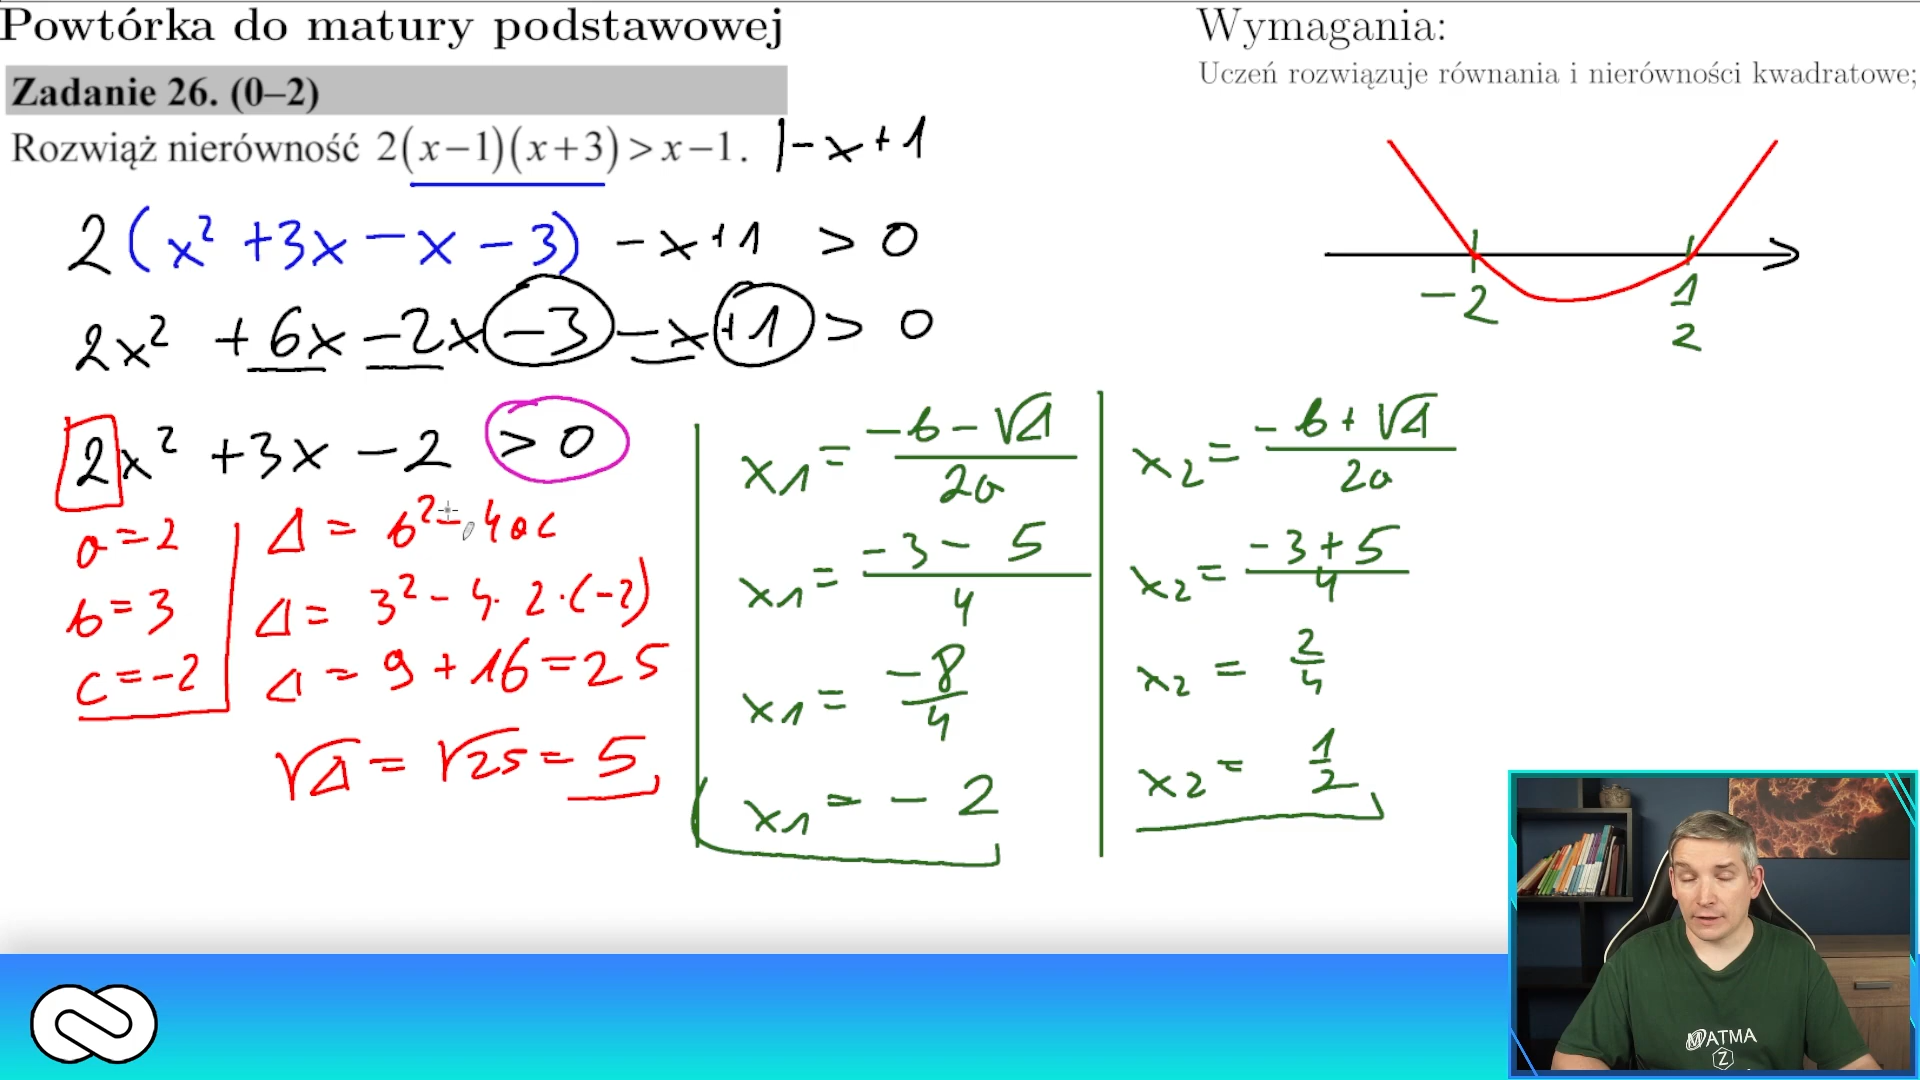 Powtórka do matury podstawowej
Wymagania:
Uczeń rozwiązuje równania i nierówności kwadratowe;
Zadanie 26. (0–2)
Rozwiąż nierówność 2(x−1)(x+3)>x−1. |−x+1
2(x² +3x −x −3) −x+1 > 0
2x² +6x −2x −3 −x +1 > 0
2x² +3x −2 > 0
a=2
b=3
c=−2
Δ = b²−4ac
Δ = 3²−4·2·(−2)
Δ = 9+16=25
√Δ = √25 = 5
x1 = (−b−√Δ)/2a
x1 = (−3−5)/4
x1 = −8/4
x1 = −2
x2 = (−b+√Δ)/2a
x2 = (−3+5)/4
x2 = 2/4
x2 = 1/2
−2
1
2
MATMA
Z